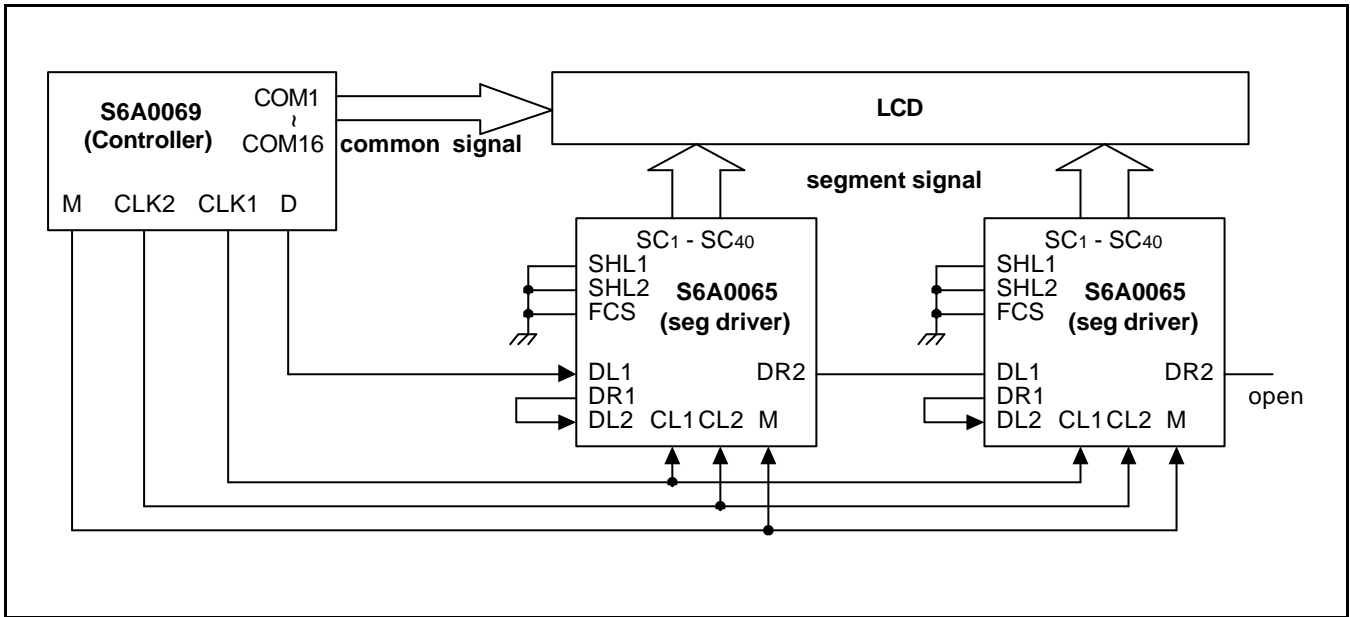 S6A0069
(Controller)
COM1
~
COM16
M CLK2 CLK1 D
common signal
LCD
segment signal
SC1 - SC40
SHL1
SHL2
FCS
S6A0065
(seg driver)
DL1
DR1
DL2
CL1 CL2 M
DR2
SC1 - SC40
SHL1
SHL2
FCS
S6A0065
(seg driver)
DL1
DR1
DL2
CL1 CL2 M
DR2
open